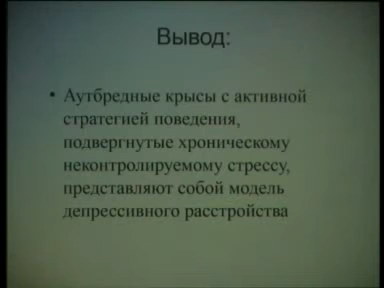 Вывод:
• Аутбредные крысы с активной
стратегией поведения,
подвергнутые хроническому
неконтролируемому стрессу,
представляют собой модель
депрессивного расстройства